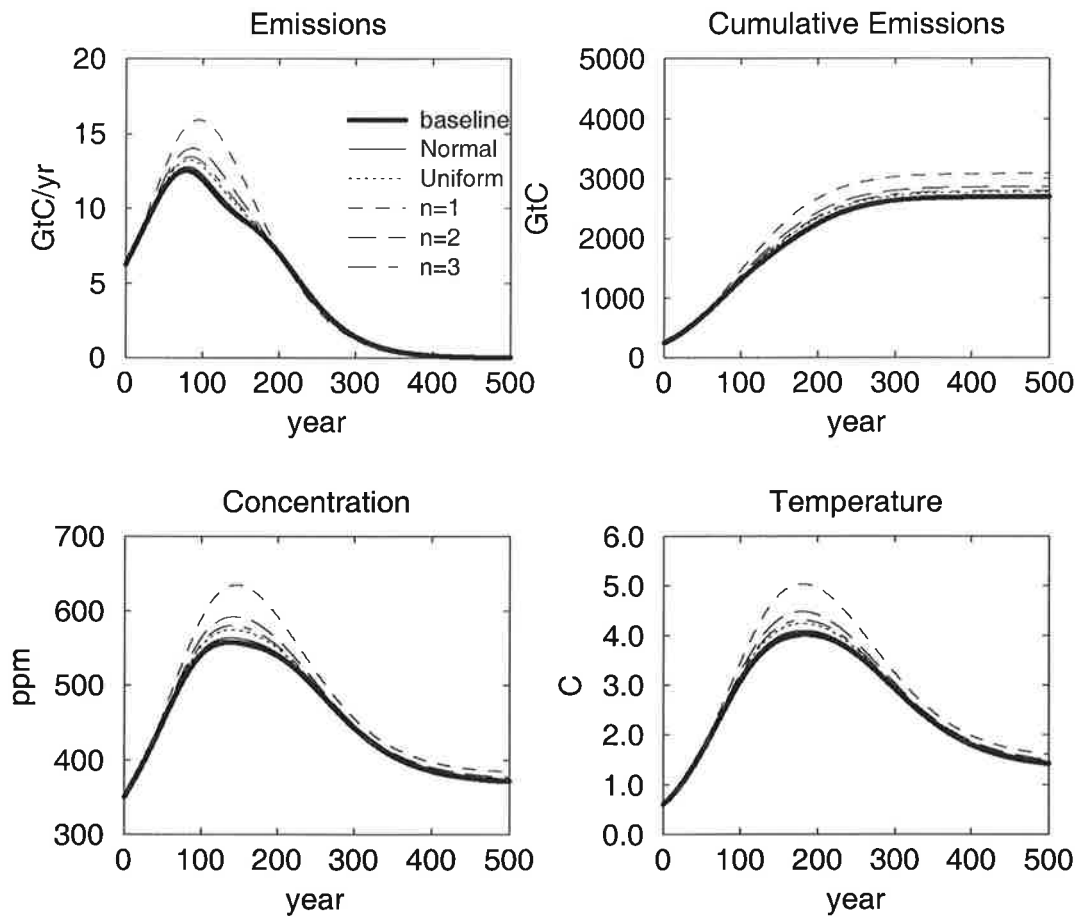 Emissions
20
15
10
5
0
GtC/yr
baseline
Normal
Uniform
n=1
n=2
n=3
0 100 200 300 400 500
year
Cumulative Emissions
5000
4000
3000
2000
1000
0
GtC
0 100 200 300 400 500
year
Concentration
700
600
500
400
300
ppm
0 100 200 300 400 500
year
Temperature
6.0
5.0
4.0
3.0
2.0
1.0
0.0
C
0 100 200 300 400 500
year